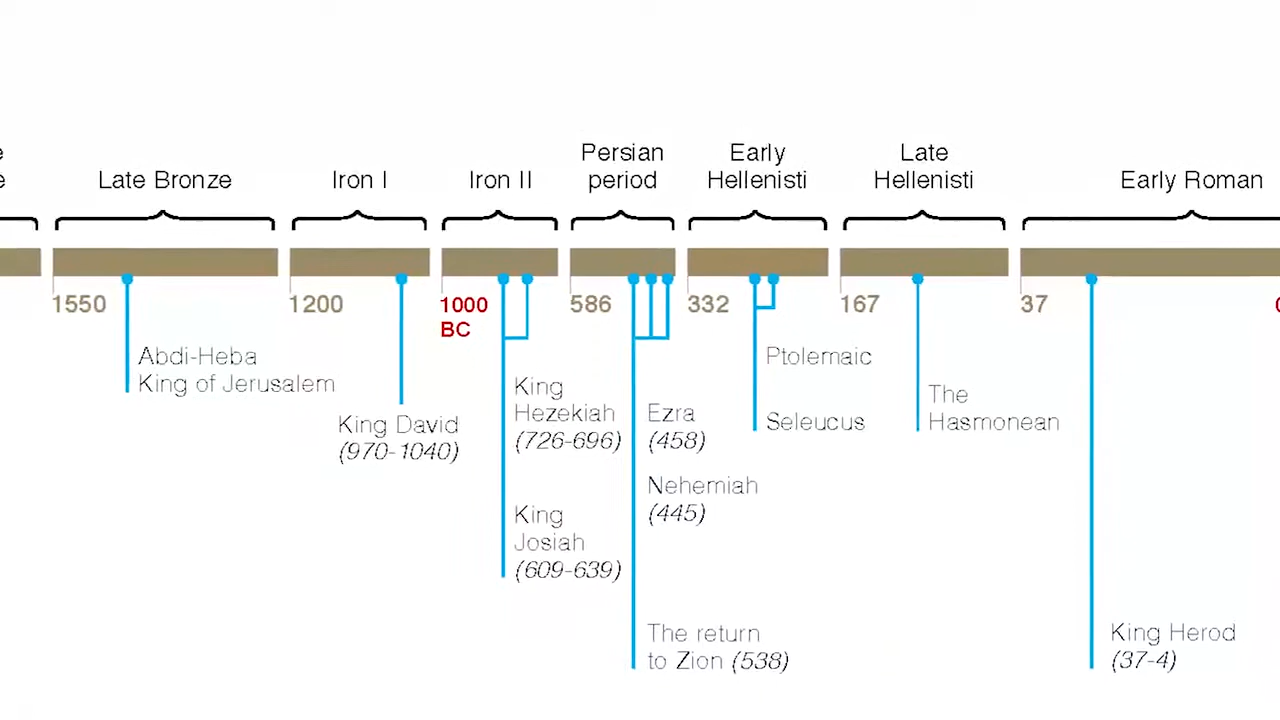 e
e
Late Bronze
Iron I
Iron II
Persian
period
Early
Hellenisti
Late
Hellenisti
Early Roman
1550
1200
1000
BC
586
332
167
37
Abdi-Heba
King of Jerusalem
King David
(970-1040)
King
Hezekiah
(726-696)
King
Josiah
(609-639)
Ezra
(458)
Nehemiah
(445)
The return
to Zion (538)
Ptolemaic
Seleucus
The
Hasmonean
King Herod
(37-4)